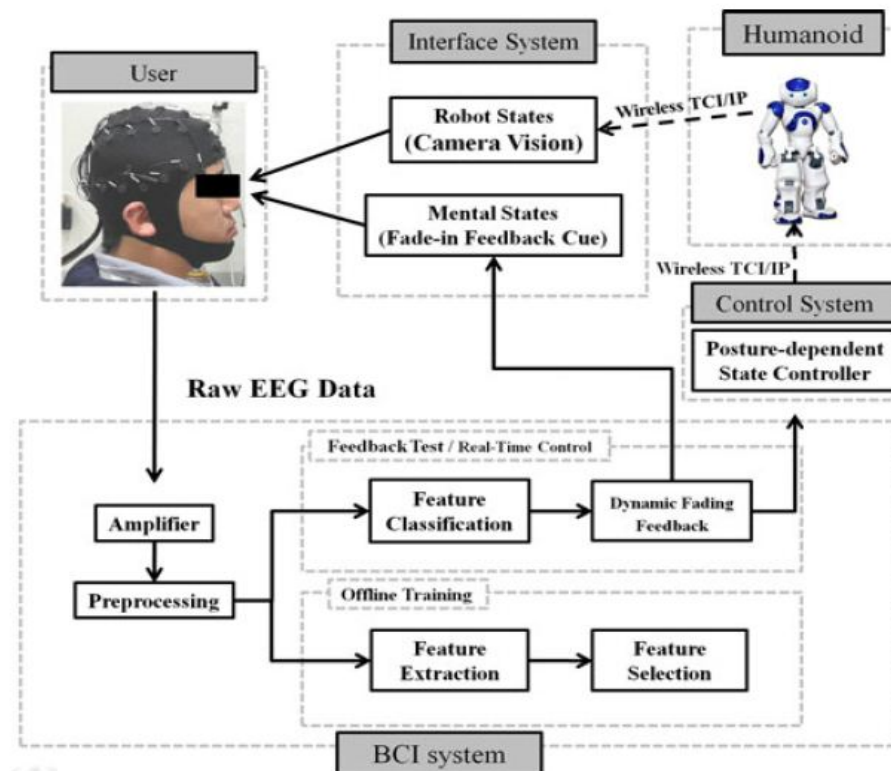 User
Interface System
Humanoid
Robot States
(Camera Vision)
Wireless TCI/IP
Mental States
(Fade-in Feedback Cue)
Wireless TCI/IP
Control System
Posture-dependent
State Controller
Raw EEG Data
Feedback Test / Real-Time Control
Feature
Classification
Dynamic Fading
Feedback
Amplifier
Preprocessing
Offline Training
Feature
Extraction
Feature
Selection
BCI system